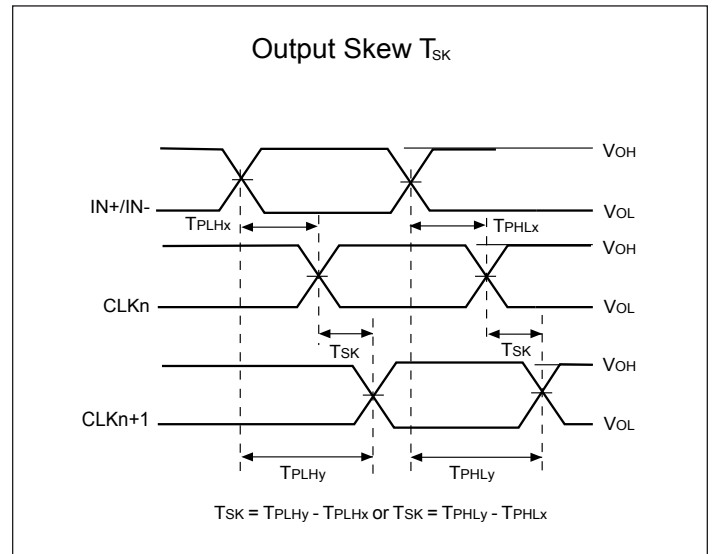 Output Skew TSK
VOH
IN+/IN-
VOL
TPLHx
TPHLx
VOH
CLKn
VOL
TSK
TSK
VOH
CLKn+1
VOL
TPLHy
TPHLy
TSK = TPLHy - TPLHx or TSK = TPHLy - TPHLx